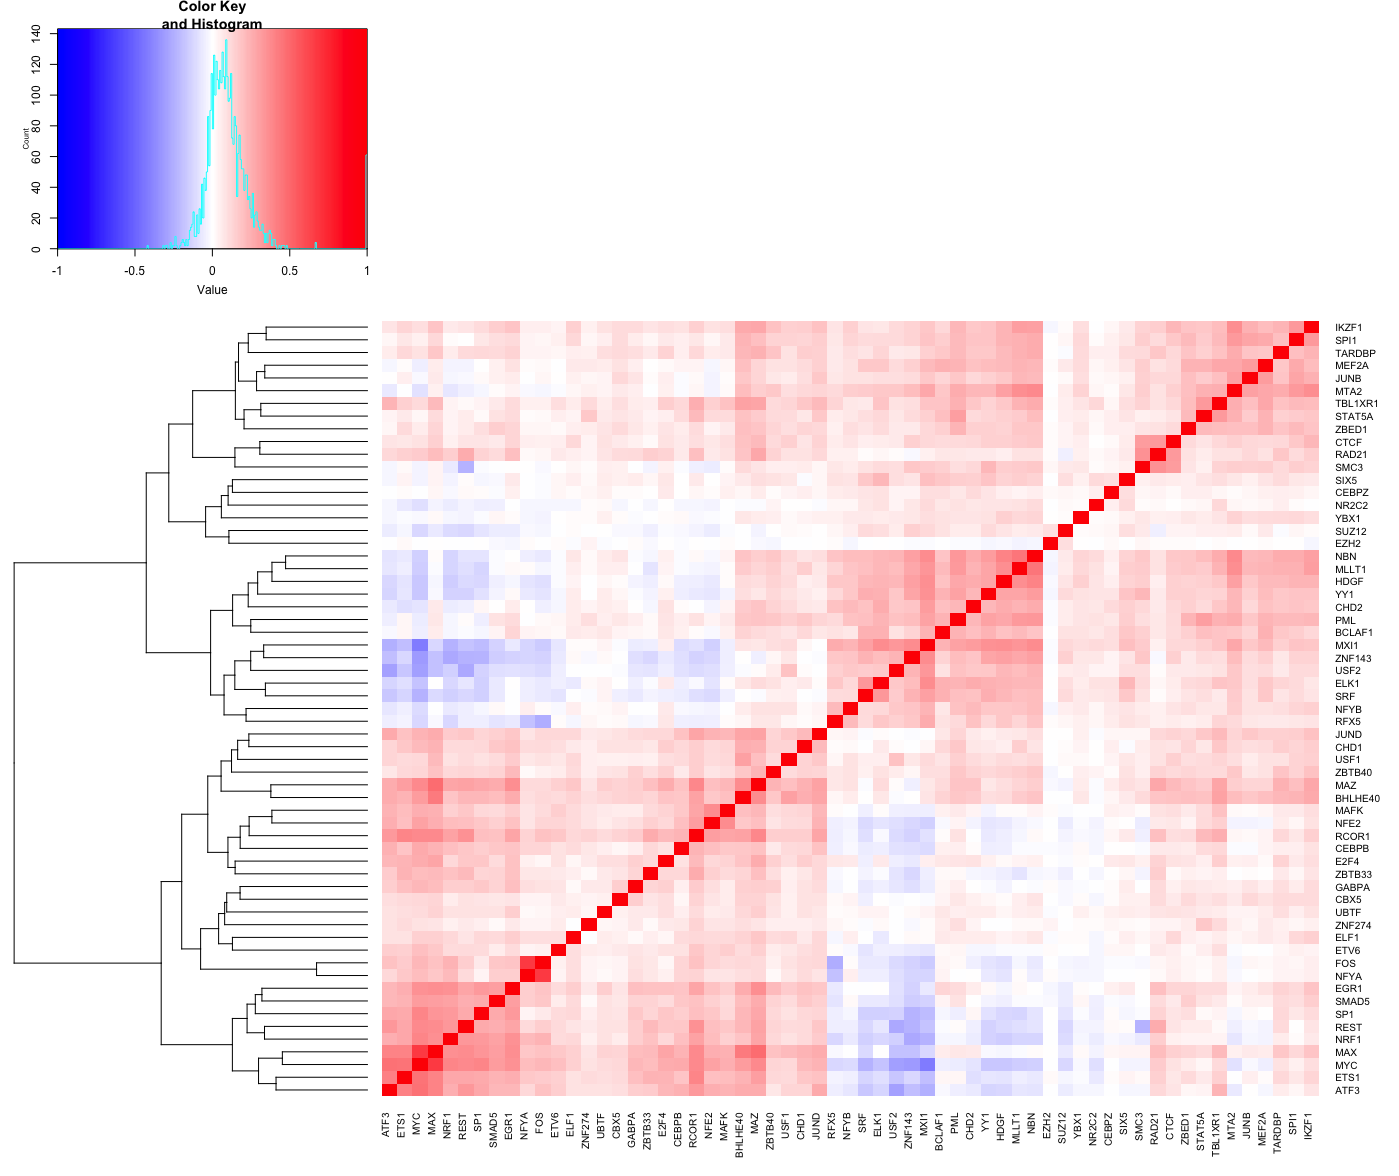 Color Key
and Histogram
Count
0
20
40
60
80
100
120
140
-1
-0.5
0
0.5
1
Value
IKZF1
SPI1
TARDBP
MEF2A
JUNB
MTA2
TBL1XR1
STAT5A
ZBED1
CTCF
RAD21
SMC3
SIX5
CEBPZ
NR2C2
YBX1
SUZ12
EZH2
NBN
MLLT1
HDGF
YY1
CHD2
PML
BCLAF1
MXI1
ZNF143
USF2
ELK1
SRF
NFYB
RFX5
JUND
CHD1
USF1
ZBTB40
MAZ
BHLHE40
MAFK
NFE2
RCOR1
CEBPB
E2F4
ZBTB33
GABPA
CBX5
UBTF
ZNF274
ELF1
ETV6
FOS
NFYA
EGR1
SMAD5
SP1
REST
NRF1
MAX
MYC
ETS1
ATF3
ATF3
ETS1
MYC
MAX
NRF1
REST
SP1
SMAD5
EGR1
NFYA
FOS
ETV6
ELF1
ZNF274
UBTF
CBX5
GABPA
ZBTB33
E2F4
CEBPB
RCOR1
NFE2
MAFK
BHLHE40
MAZ
ZBTB40
USF1
CHD1
JUND
RFX5
NFYB
SRF
ELK1
USF2
ZNF143
MXI1
BCLAF1
PML
CHD2
YY1
HDGF
MLLT1
NBN
EZH2
SUZ12
YBX1
NR2C2
CEBPZ
SIX5
SMC3
RAD21
CTCF
ZBED1
STAT5A
TBL1XR1
MTA2
JUNB
MEF2A
TARDBP
SPI1
IKZF1